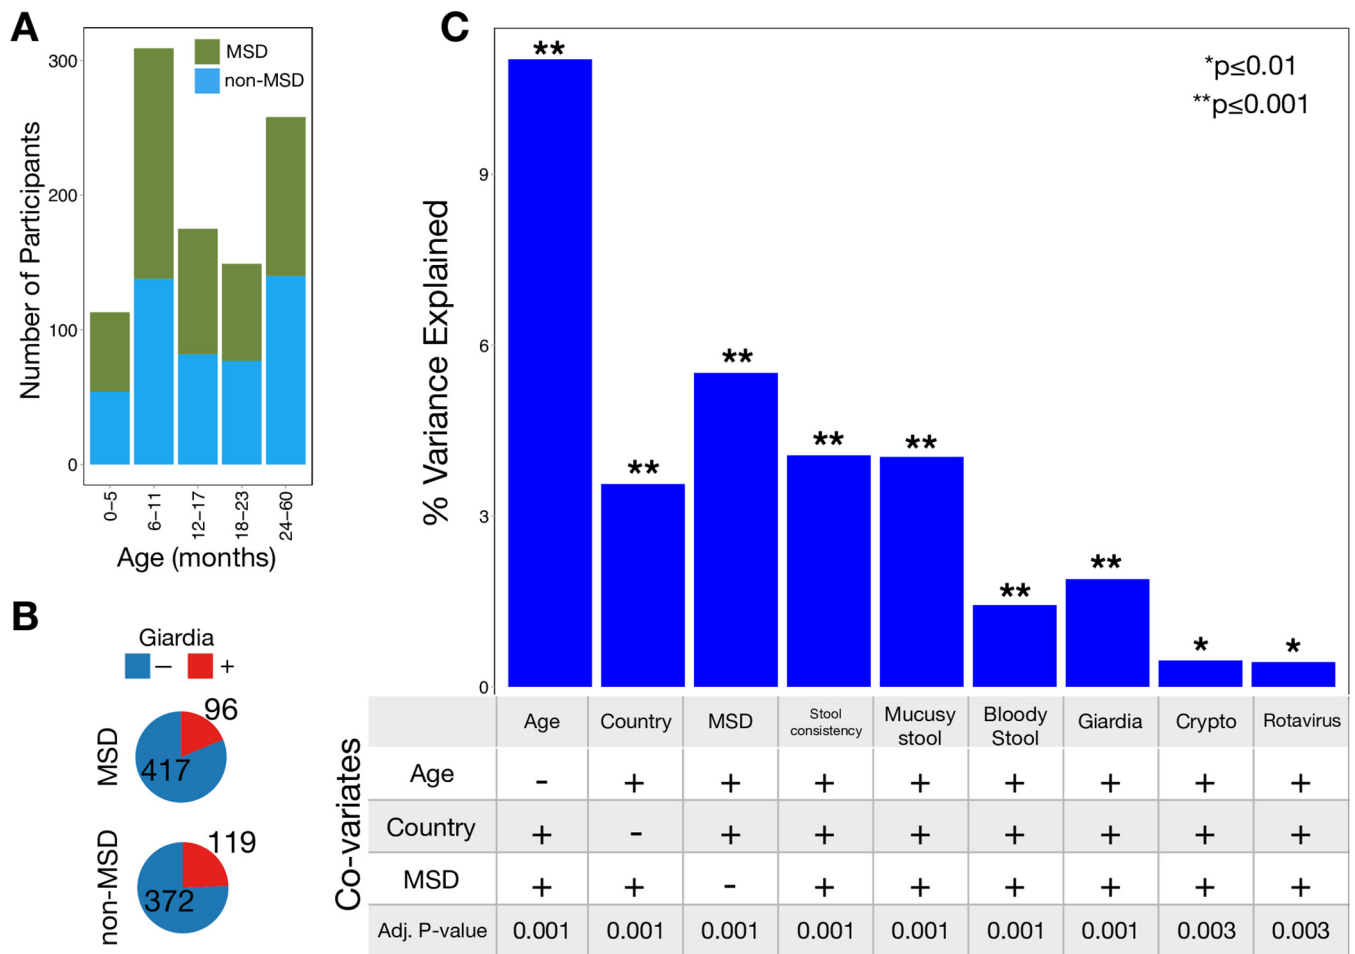 A
MSD
non-MSD
300
200
100
0
Number of Participants
0–5
6–11
12–17
18–23
24–60
Age (months)
B
Giardia
– +
96
417
MSD
119
372
non-MSD
C
*p≤0.01
**p≤0.001
% Variance Explained
9
6
3
0
** ** ** ** ** ** ** * *
Co-variates
Age Country MSD Stool consistency Mucusy stool Bloody Stool Giardia Crypto Rotavirus
Age - + + + + + + + +
Country + - + + + + + + +
MSD + + - + + + + + +
Adj. P-value 0.001 0.001 0.001 0.001 0.001 0.001 0.001 0.003 0.003